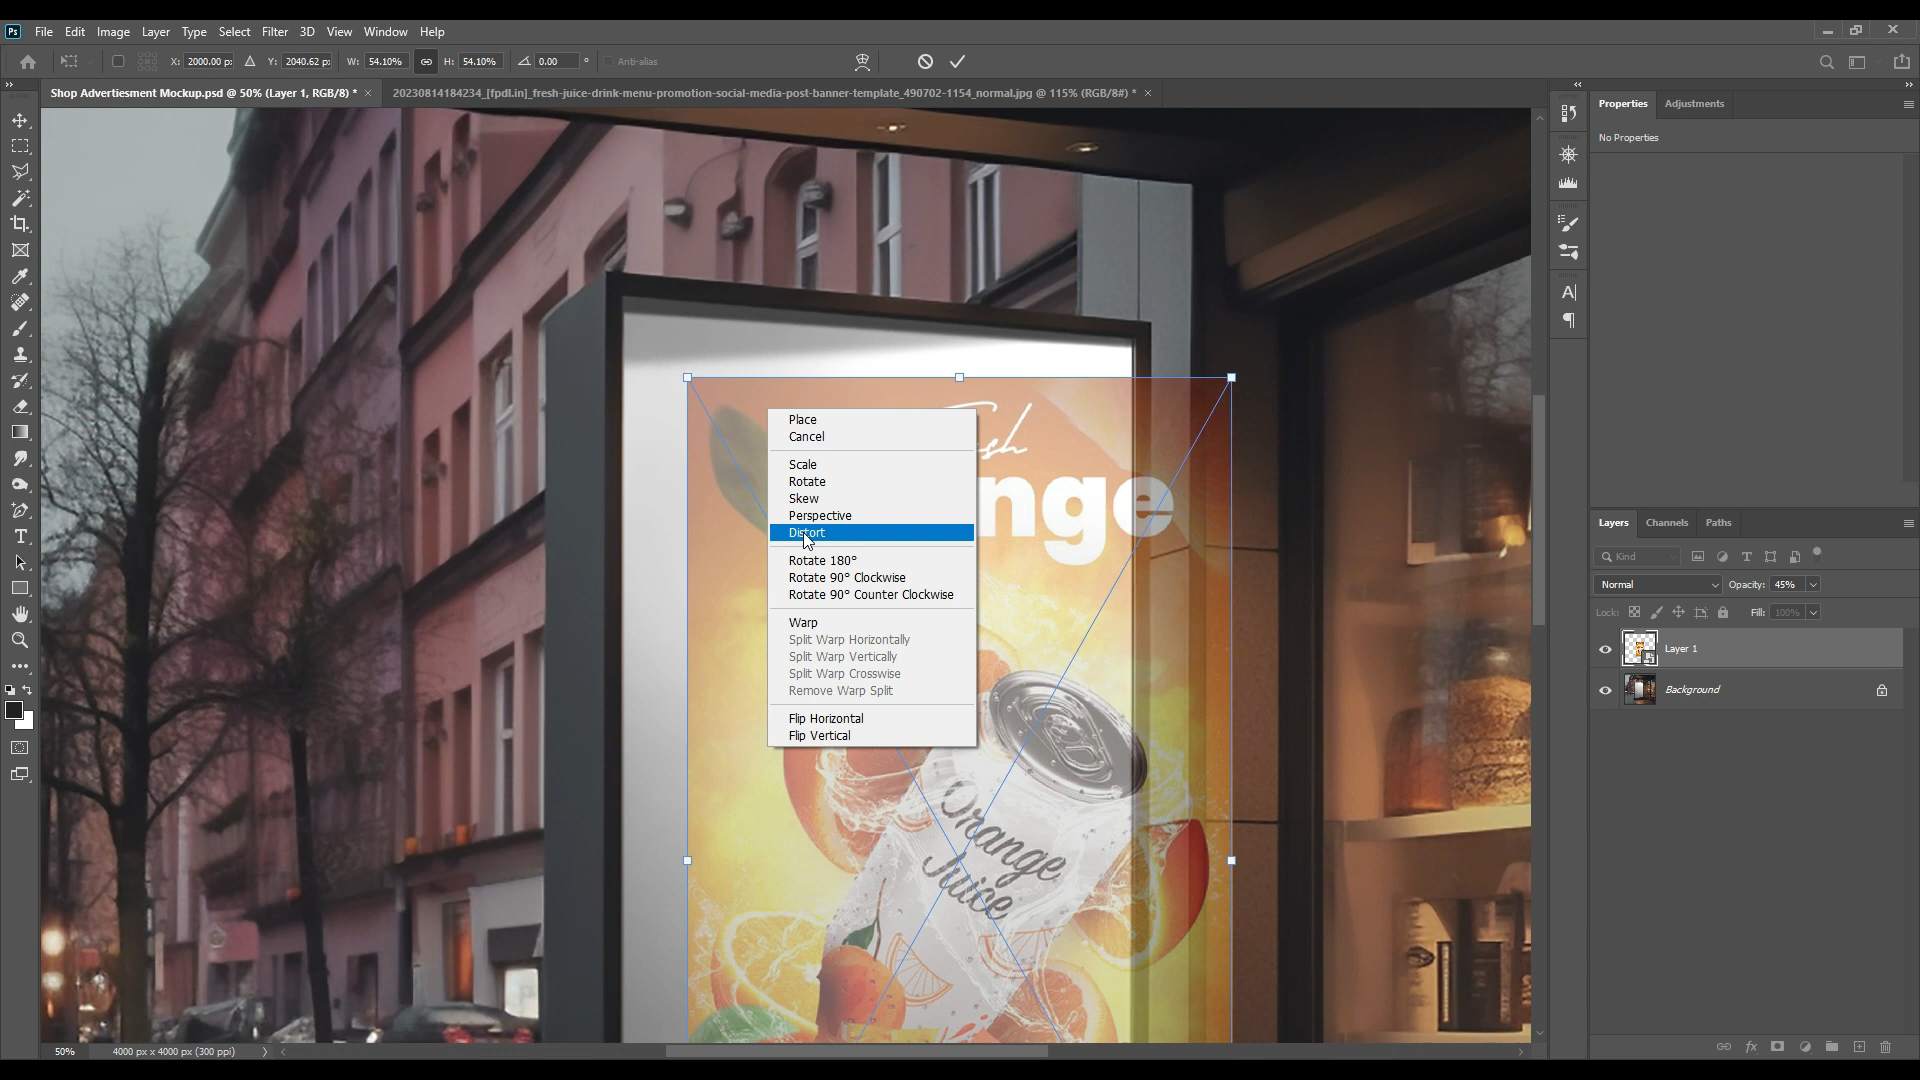 Ps File Edit Image Layer Type Select Filter 3D View Window Help
X: 2000.00 p: Y: 2040.62 p: W: 54.10% H: 54.10% 0.00 ° Anti-alias
Shop Advertiesment Mockup.psd @ 50% (Layer 1, RGB/8) * × 20230814184234_[fpdl.in]_fresh-juice-drink-menu-promotion-social-media-post-banner-template_490702-1154_normal.jpg @ 115% (RGB/8#) * ×
Properties Adjustments
No Properties
Place
Cancel
Scale
Rotate
Skew
Perspective
Distort
Rotate 180°
Rotate 90° Clockwise
Rotate 90° Counter Clockwise
Warp
Split Warp Horizontally
Split Warp Vertically
Split Warp Crosswise
Remove Warp Split
Flip Horizontal
Flip Vertical
sh
nge
Orange
Juice
Layers Channels Paths
Kind
Normal Opacity: 45%
Lock: Fill: 100%
Layer 1
Background
50% 4000 px x 4000 px (300 ppi)